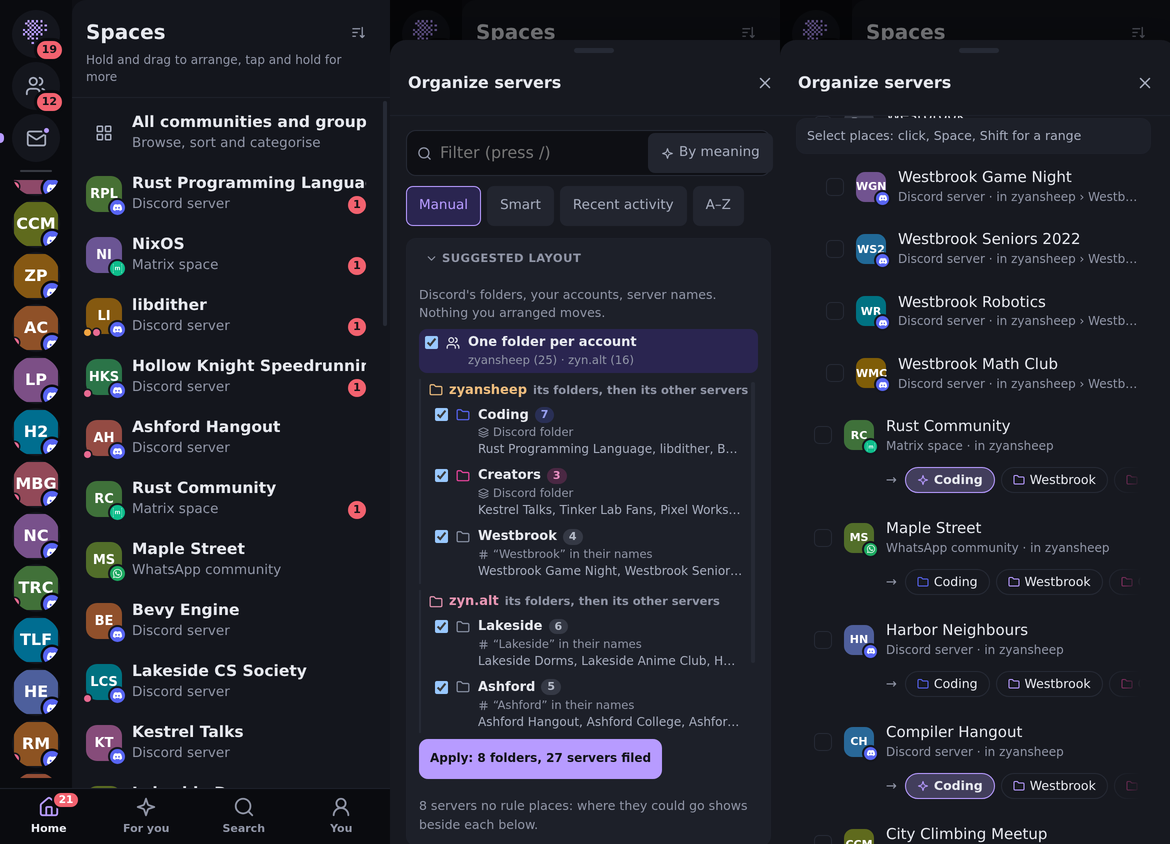 Spaces
Hold and drag to arrange, tap and hold for
more
19
12
CCM
ZP
AC
LP
H2
MBG
NC
TRC
TLF
HE
RM
All communities and group
Browse, sort and categorise
RPL
Rust Programming Langua
Discord server
1
NI
NixOS
Matrix space
1
LI
libdither
Discord server
1
HKS
Hollow Knight Speedrunnin
Discord server
1
AH
Ashford Hangout
Discord server
RC
Rust Community
Matrix space
1
MS
Maple Street
WhatsApp community
BE
Bevy Engine
Discord server
LCS
Lakeside CS Society
Discord server
KT
Kestrel Talks
Discord server
21
Home
For you
Search
You
Spaces
Organize servers
Filter (press /)
By meaning
Manual
Smart
Recent activity
A–Z
SUGGESTED LAYOUT
Discord's folders, your accounts, server names.
Nothing you arranged moves.
One folder per account
zyansheep (25) · zyn.alt (16)
zyansheep its folders, then its other servers
Coding 7
Discord folder
Rust Programming Language, libdither, B…
Creators 3
Discord folder
Kestrel Talks, Tinker Lab Fans, Pixel Works…
Westbrook 4
# “Westbrook” in their names
Westbrook Game Night, Westbrook Senior…
zyn.alt its folders, then its other servers
Lakeside 6
# “Lakeside” in their names
Lakeside Dorms, Lakeside Anime Club, H…
Ashford 5
# “Ashford” in their names
Ashford Hangout, Ashford College, Ashfor…
Apply: 8 folders, 27 servers filed
8 servers no rule places: where they could go shows
beside each below.
Spaces
Organize servers
Select places: click, Space, Shift for a range
WGN
Westbrook Game Night
Discord server · in zyansheep › Westb…
WS2
Westbrook Seniors 2022
Discord server · in zyansheep › Westb…
WR
Westbrook Robotics
Discord server · in zyansheep › Westb…
WMC
Westbrook Math Club
Discord server · in zyansheep › Westb…
RC
Rust Community
Matrix space · in zyansheep
→ Coding Westbrook
MS
Maple Street
WhatsApp community · in zyansheep
→ Coding Westbrook
HN
Harbor Neighbours
Discord server · in zyansheep
→ Coding Westbrook
CH
Compiler Hangout
Discord server · in zyansheep
→ Coding Westbrook
CCM
City Climbing Meetup